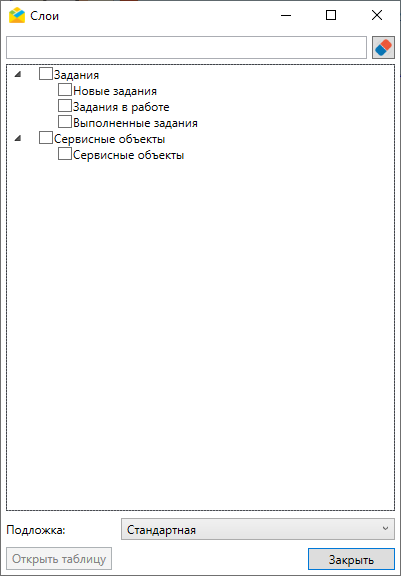 Слои
Задания
Новые задания
Задания в работе
Выполненные задания
Сервисные объекты
Сервисные объекты
Подложка:
Стандартная
Открыть таблицу
Закрыть